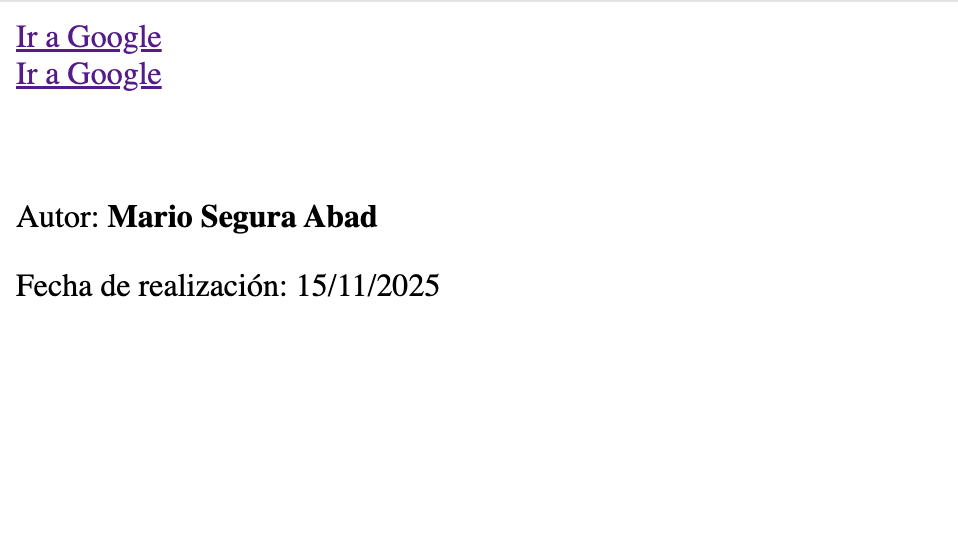 Ir a Google
Ir a Google
Autor: Mario Segura Abad
Fecha de realización: 15/11/2025